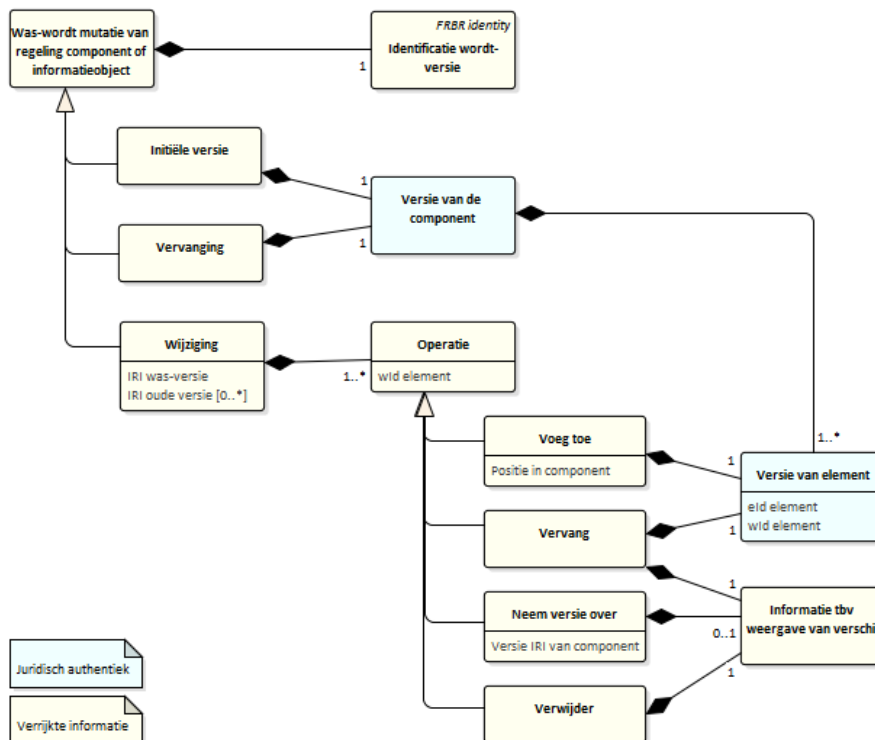 Was-wordt mutatie van
regeling component of
informatieobject
FRBR identity
Identificatie wordt-
versie
1
Initiële versie
1
Versie van de
component
Vervanging
1
Wijziging
IRI was-versie
IRI oude versie [0..*]
1..*
Operatie
wId element
Voeg toe
Positie in component
1
1..*
Versie van element
eId element
wId element
Vervang
1
1
Neem versie over
Versie IRI van component
0..1
Informatie tbv
weergave van verschi
Verwijder
1
Juridisch authentiek
Verrijkte informatie